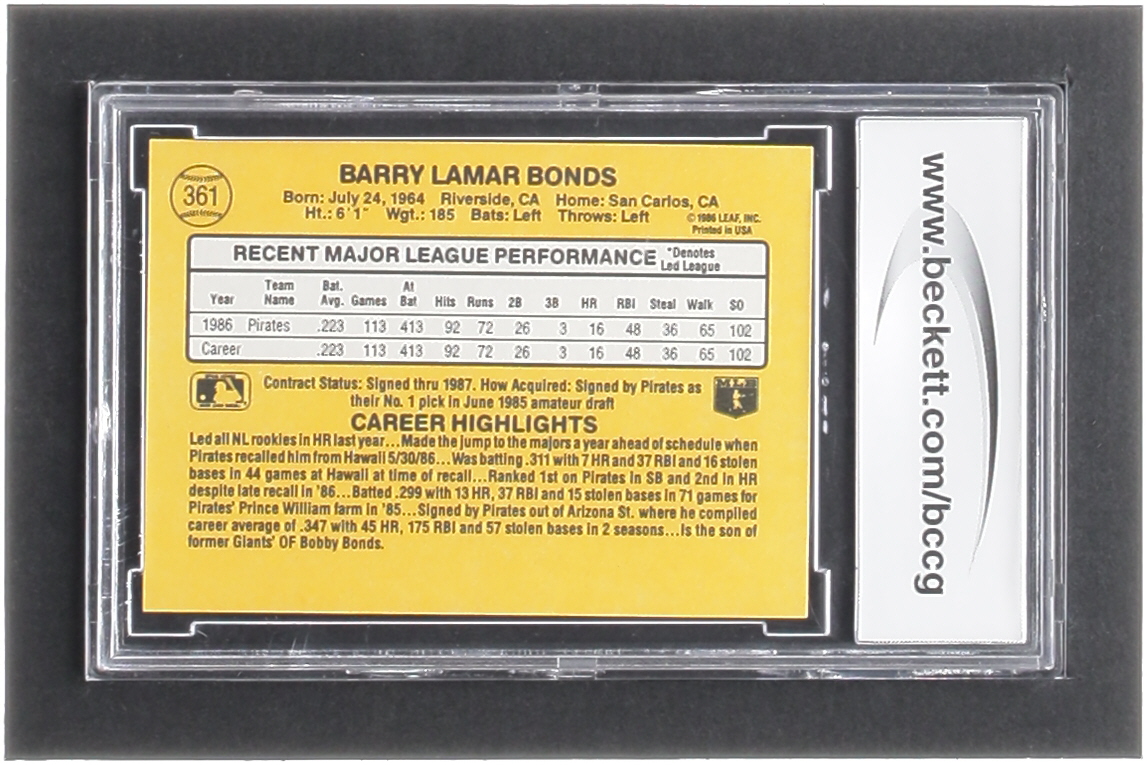 361
BARRY LAMAR BONDS
Born: July 24, 1964 Riverside, CA Home: San Carlos, CA
Ht.: 6'1" Wgt.: 185 Bats: Left Throws: Left
© 1986 LEAF, INC.
Printed in USA
RECENT MAJOR LEAGUE PERFORMANCE *Denotes Led League
Year Team Name Bat. Avg. Games At Bat Hits Runs 2B 3B HR RBI Steal Walk SO
1986 Pirates .223 113 413 92 72 26 3 16 48 36 65 102
Career .223 113 413 92 72 26 3 16 48 36 65 102
Contract Status: Signed thru 1987. How Acquired: Signed by Pirates as
their No. 1 pick in June 1985 amateur draft
CAREER HIGHLIGHTS
Led all NL rookies in HR last year...Made the jump to the majors a year ahead of schedule when
Pirates recalled him from Hawaii 5/30/86...Was batting .311 with 7 HR and 37 RBI and 16 stolen
bases in 44 games at Hawaii at time of recall...Ranked 1st on Pirates in SB and 2nd in HR
despite late recall in '86...Batted .299 with 13 HR, 37 RBI and 15 stolen bases in 71 games for
Pirates' Prince William farm in '85...Signed by Pirates out of Arizona St. where he compiled
career average of .347 with 45 HR, 175 RBI and 57 stolen bases in 2 seasons...Is the son of
former Giants' OF Bobby Bonds.
www.beckett.com/bccg